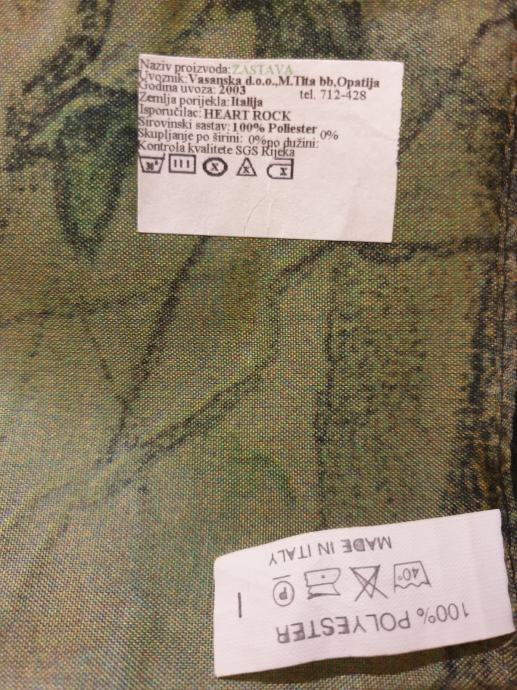 Naziv proizvoda: ZASTAVA
Uvoznik: Vasanska d.o.o.,M.Tita bb,Opatija
Godina uvoza: 2003 tel. 712-428
Zemlja porijekla: Italija
Isporučilac: HEART ROCK
Sirovinski sastav: 100% Poliester
Skupljanje po širini: 0%po dužini: 0%
Kontrola kvalitete SGS Rijeka
100% POLYESTER
40° P
MADE IN ITALY
I